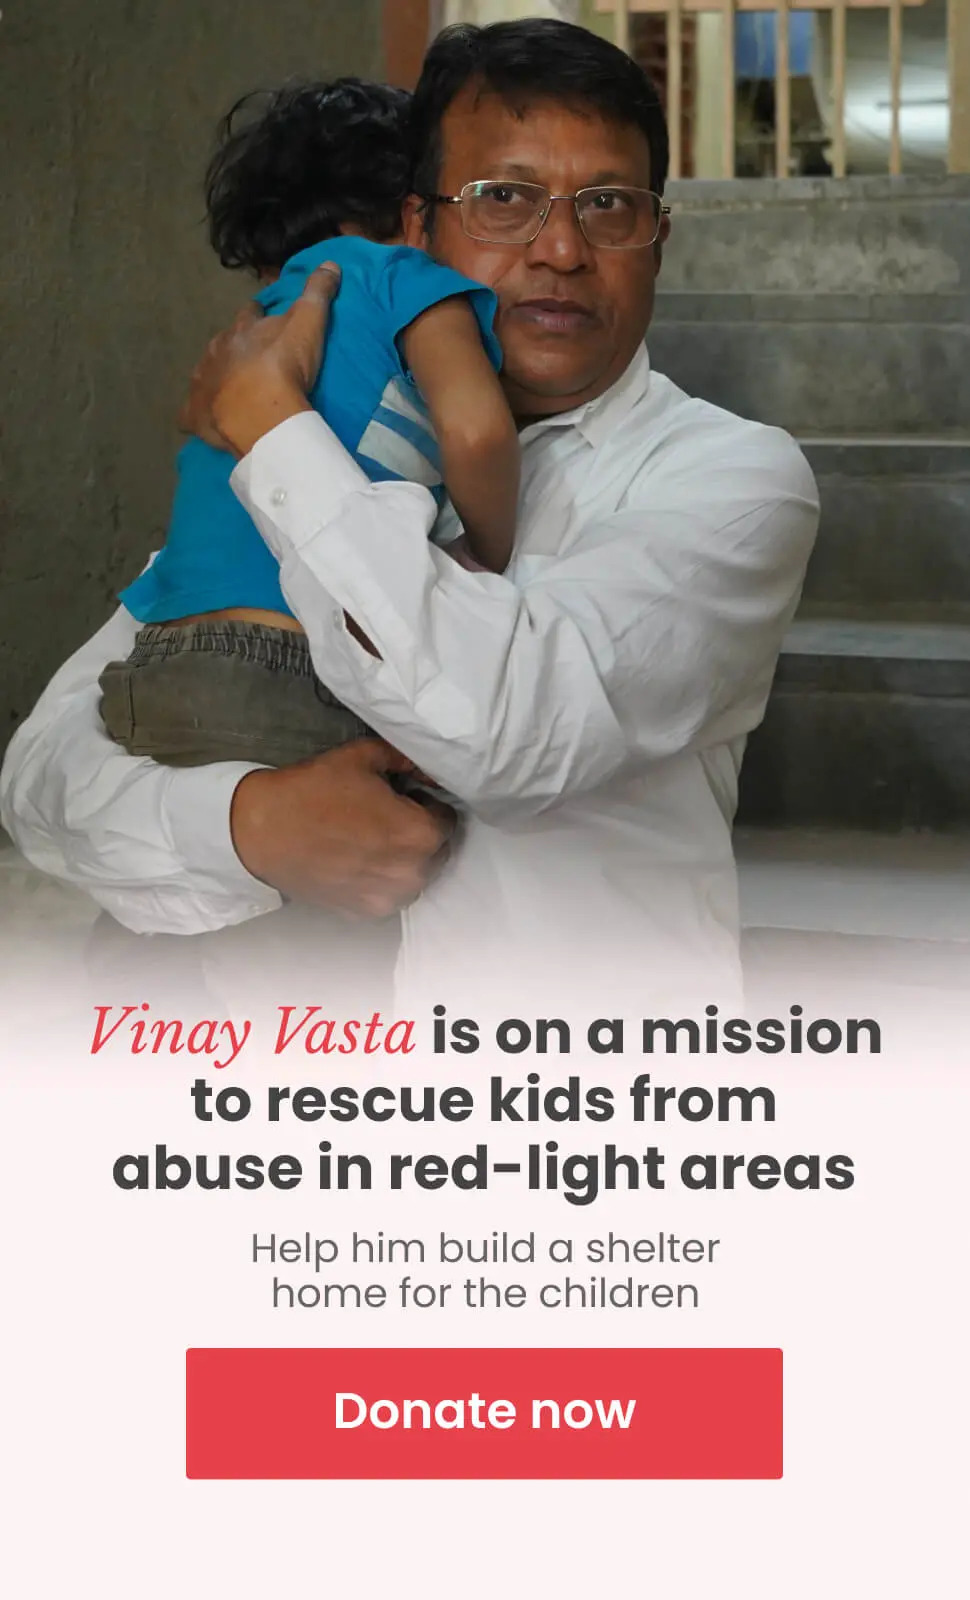 Vinay Vasta is on a mission
to rescue kids from
abuse in red-light areas
Help him build a shelter
home for the children
Donate now